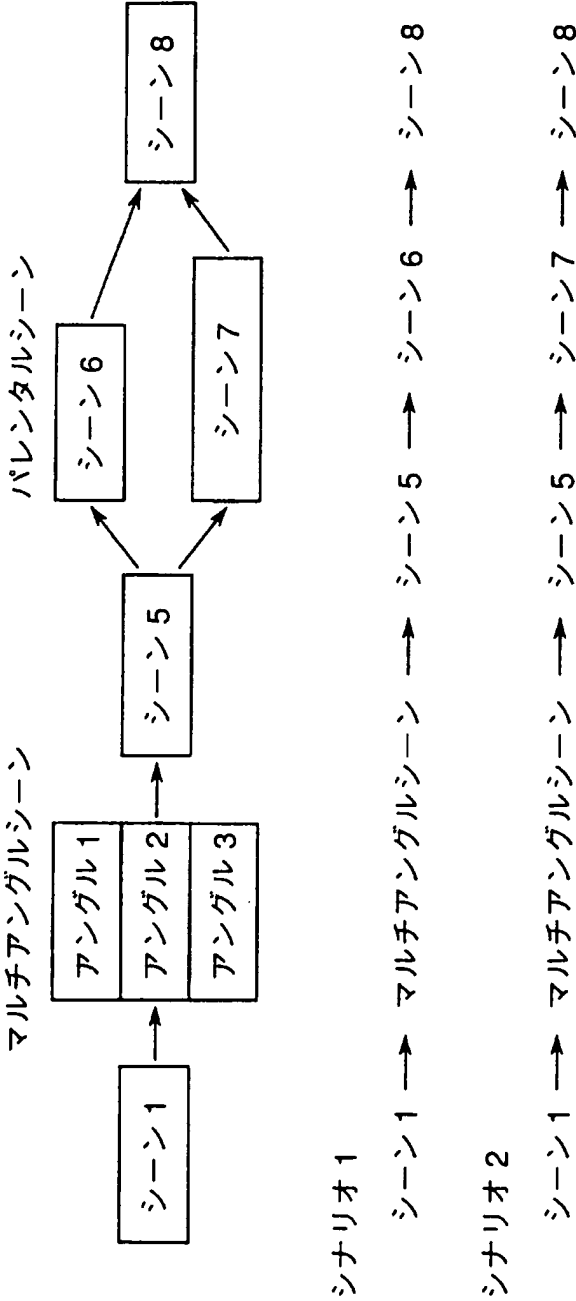 マルチアングルシーン
パレンタルシーン
シーン1
アングル1
アングル2
アングル3
シーン5
シーン6
シーン7
シーン8
シナリオ1
シーン1 → マルチアングルシーン → シーン5 → シーン6 → シーン8
シナリオ2
シーン1 → マルチアングルシーン → シーン5 → シーン7 → シーン8